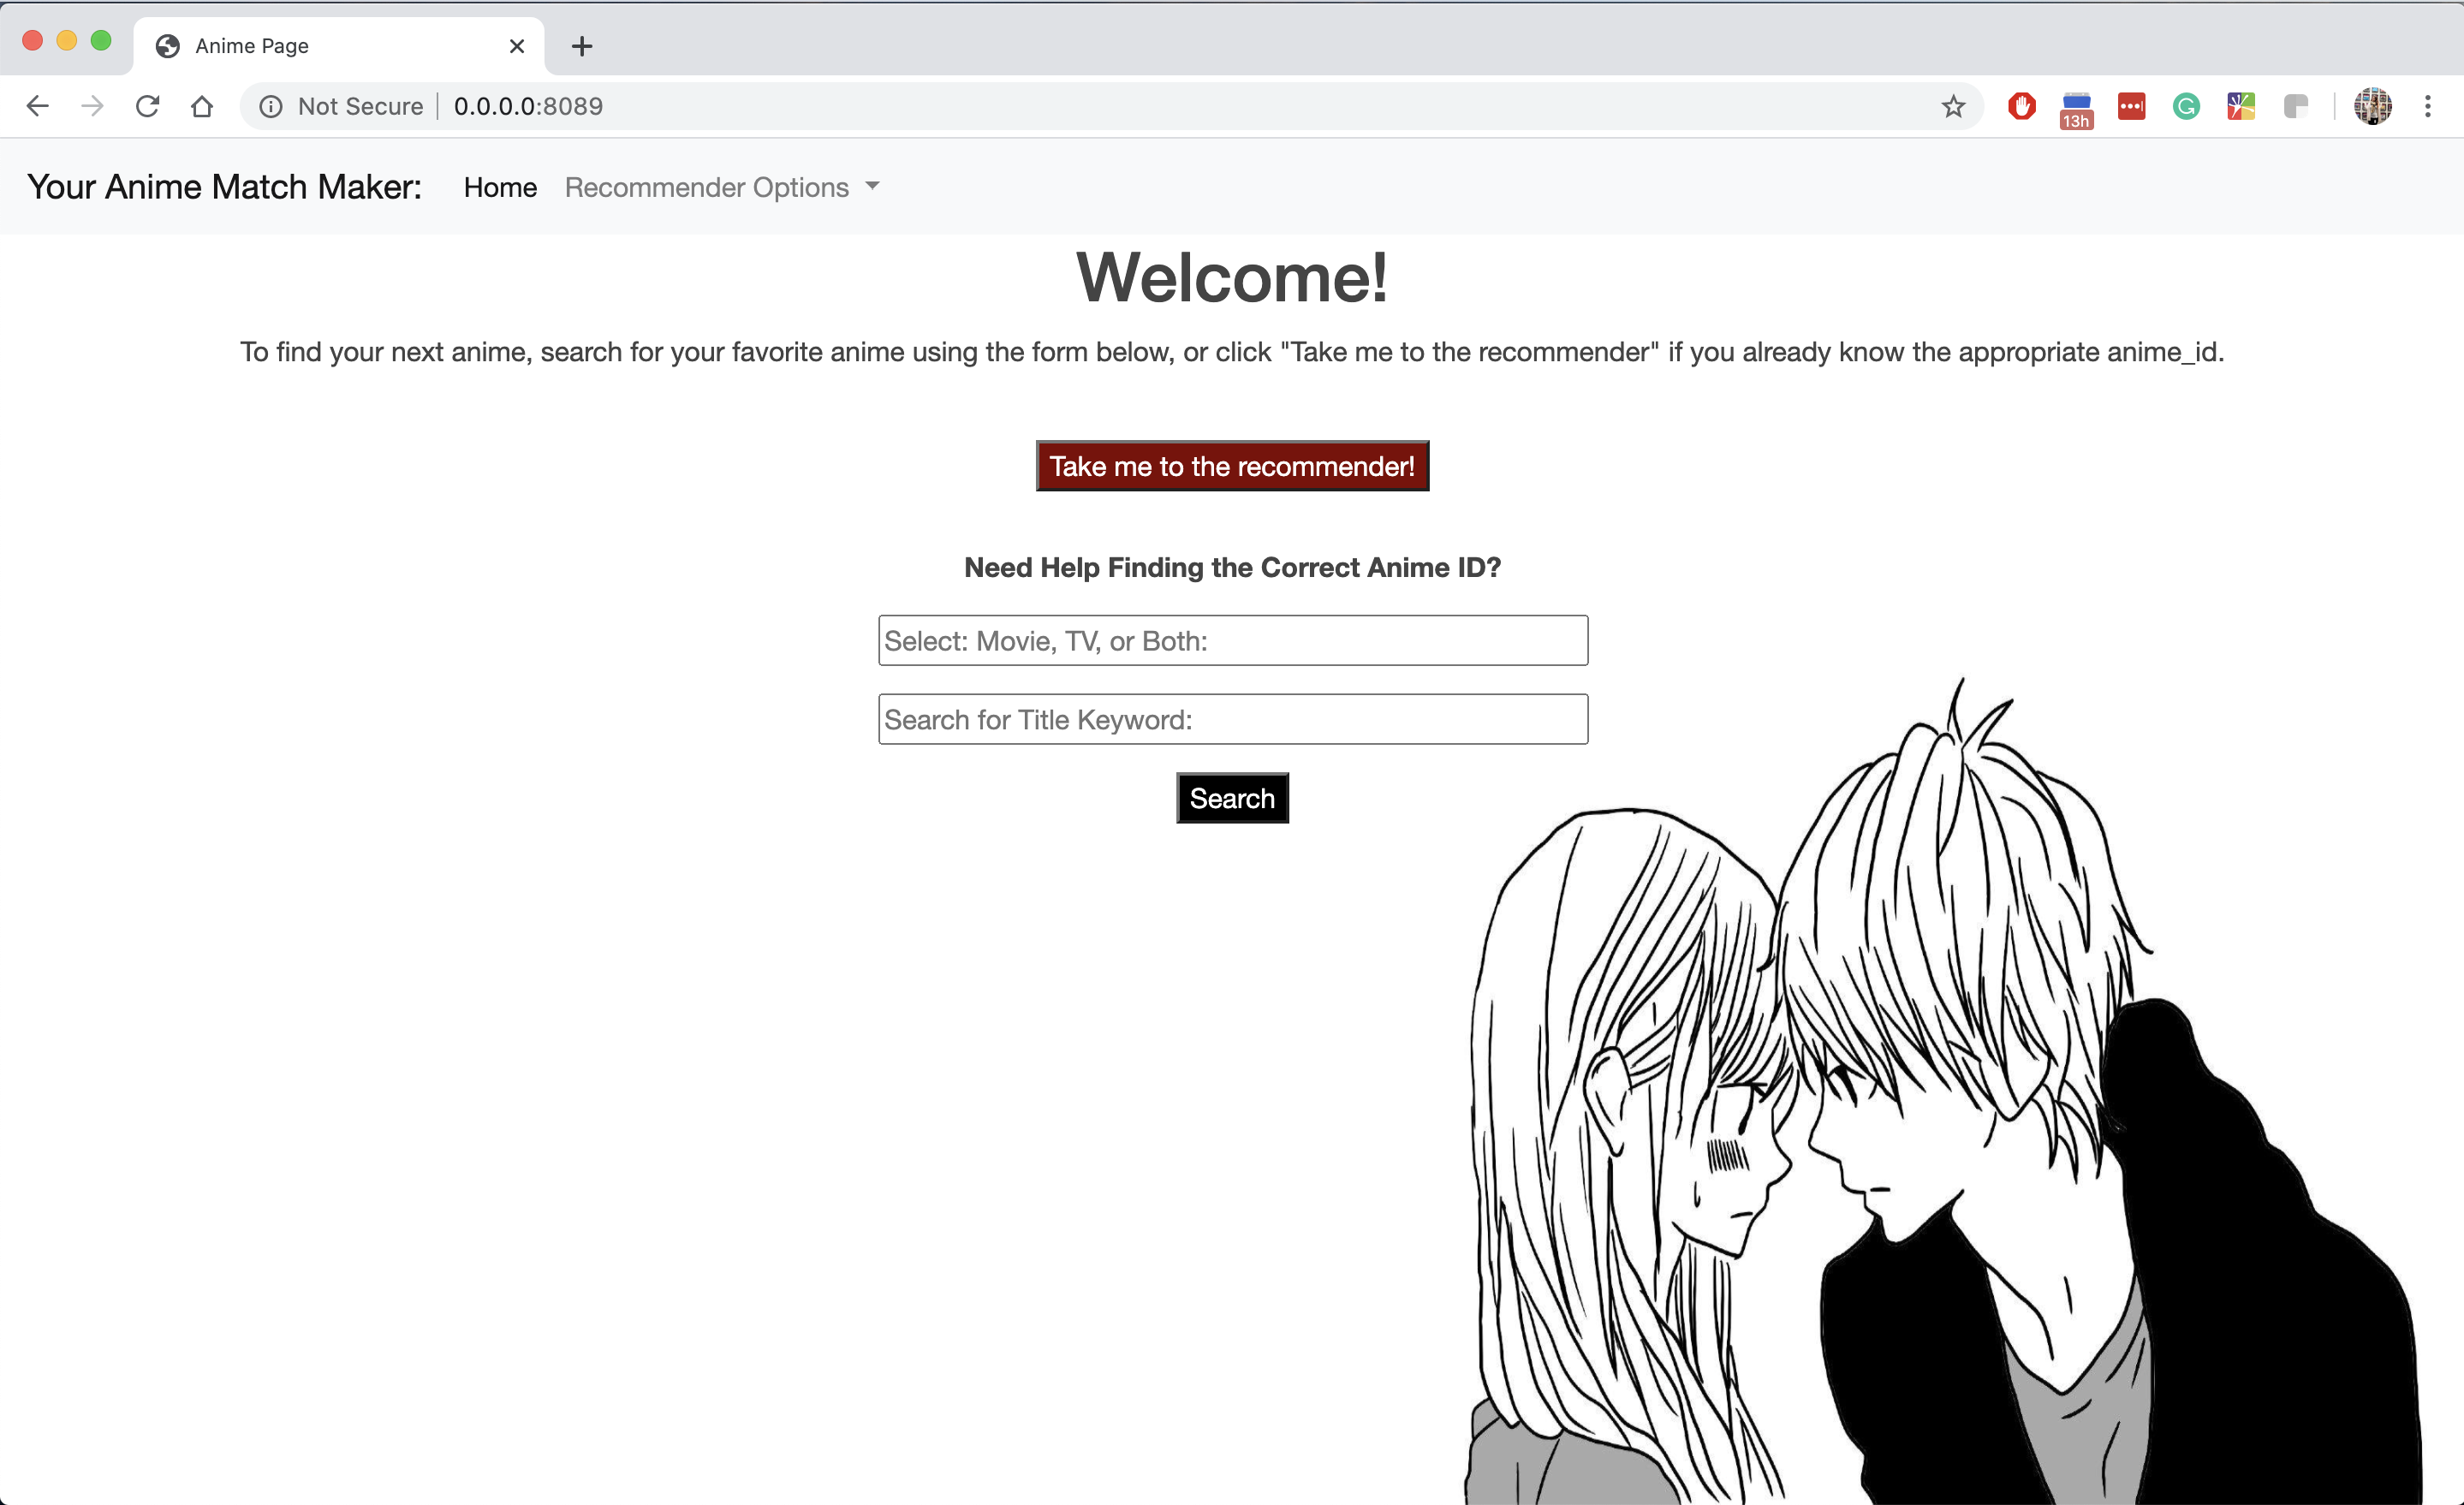 Anime Page
Not Secure | 0.0.0.0:8089
13h
Your Anime Match Maker: Home Recommender Options
Welcome!
To find your next anime, search for your favorite anime using the form below, or click "Take me to the recommender" if you already know the appropriate anime_id.
Take me to the recommender!
Need Help Finding the Correct Anime ID?
Select: Movie, TV, or Both:
Search for Title Keyword:
Search